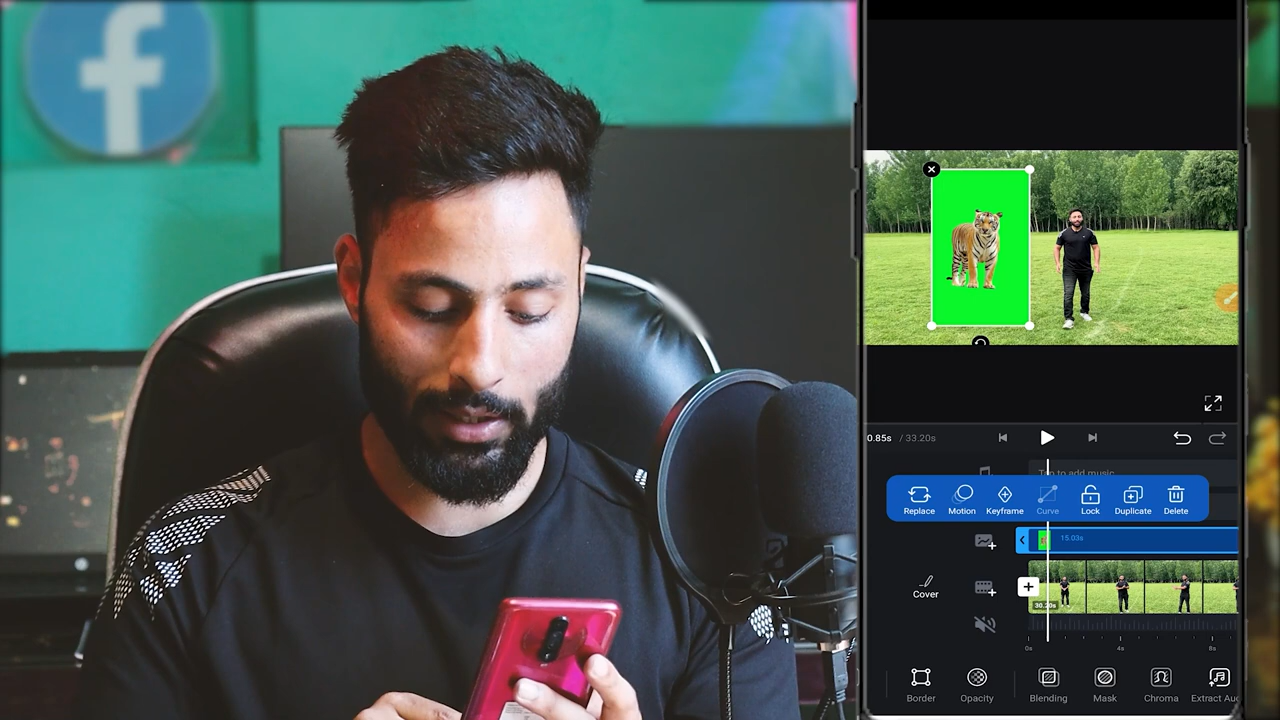 0.85s / 33.20s
Tap to add music
Replace Motion Keyframe Curve Lock Duplicate Delete
15.03s
Cover
30.20s
0s 4s 8s
Border Opacity Blending Mask Chroma Extract Au